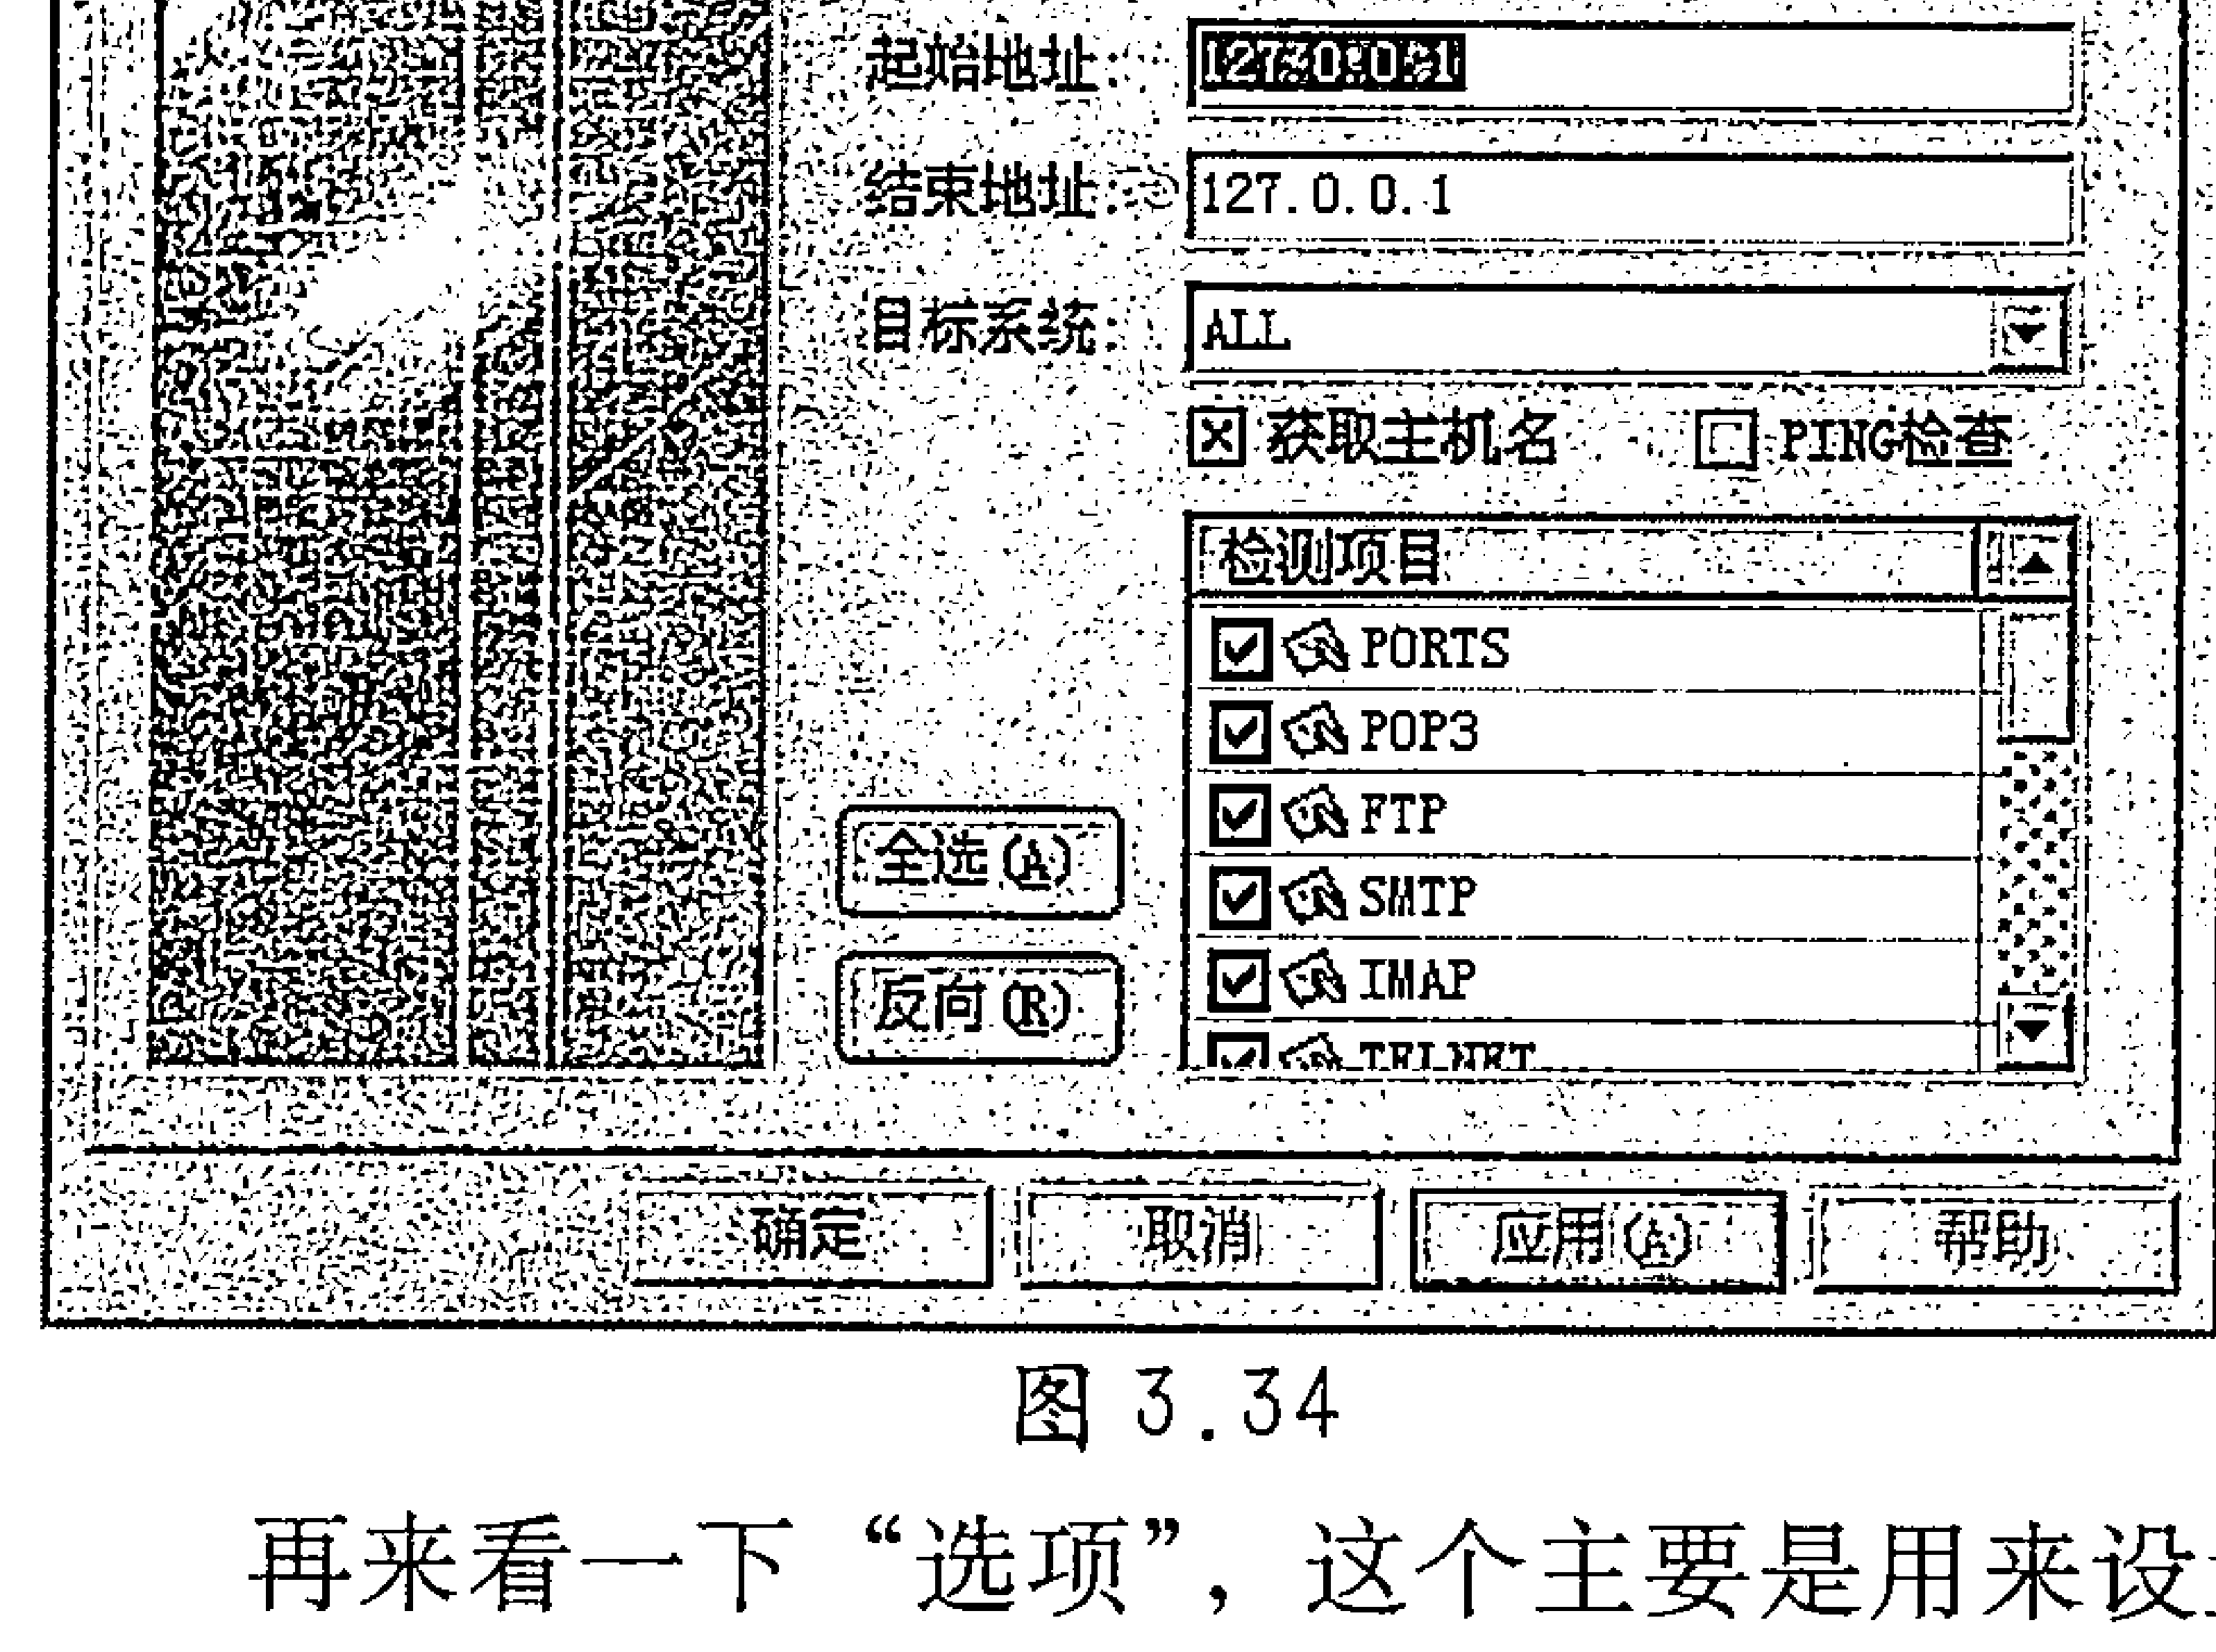 起始地址: 127.0.0.1
结束地址: 127.0.0.1
目标系统: ALL
获取主机名 PING检查
检测项目
PORTS
POP3
FTP
SMTP
IMAP
TELNET
全选(A)
反向(R)
确定 取消 应用(A) 帮助
图 3.34
再来看一下“选项”，这个主要是用来设